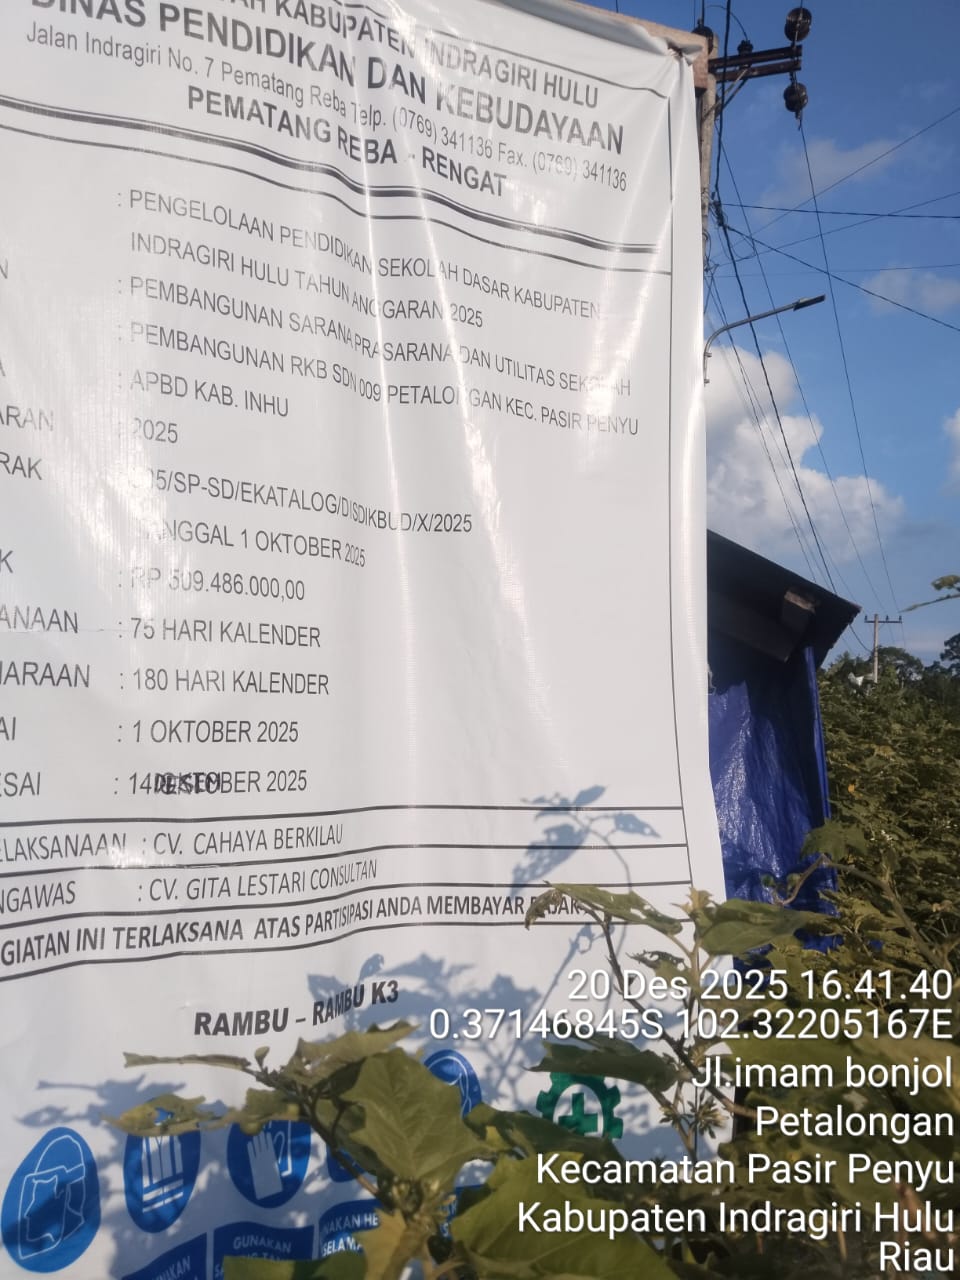 KABUPATEN INDRAGIRI HULU
DINAS PENDIDIKAN DAN KEBUDAYAAN
Jalan Indragiri No. 7 Pematang Reba Telp. (0769) 341136 Fax. (0769) 341136
PEMATANG REBA - RENGAT
: PENGELOLAAN PENDIDIKAN SEKOLAH DASAR KABUPATEN
INDRAGIRI HULU TAHUN ANGGARAN 2025
: PEMBANGUNAN SARANA PRASARANA DAN UTILITAS SEKOLAH
: PEMBANGUNAN RKB SDN 009 PETALONGAN KEC. PASIR PENYU
: APBD KAB. INHU
ARAN : 2025
RAK 05/SP-SD/EKATALOG/DISDIKBUD/X/2025
TANGGAL 1 OKTOBER 2025
K : RP 509.486.000,00
ANAAN : 75 HARI KALENDER
HARAAN : 180 HARI KALENDER
AI : 1 OKTOBER 2025
ESAI : 14 2025
ELAKSANAAN : CV. CAHAYA BERKILAU
NGAWAS : CV. GITA LESTARI CONSULTAN
GIATAN INI TERLAKSANA ATAS PARTISIPASI ANDA MEMBAYAR PAJAK
RAMBU - RAMBU K3
GUNAKAN
20 Des 2025 16.41.40
0.37146845S 102.32205167E
Jl.imam bonjol
Petalongan
Kecamatan Pasir Penyu
Kabupaten Indragiri Hulu
Riau